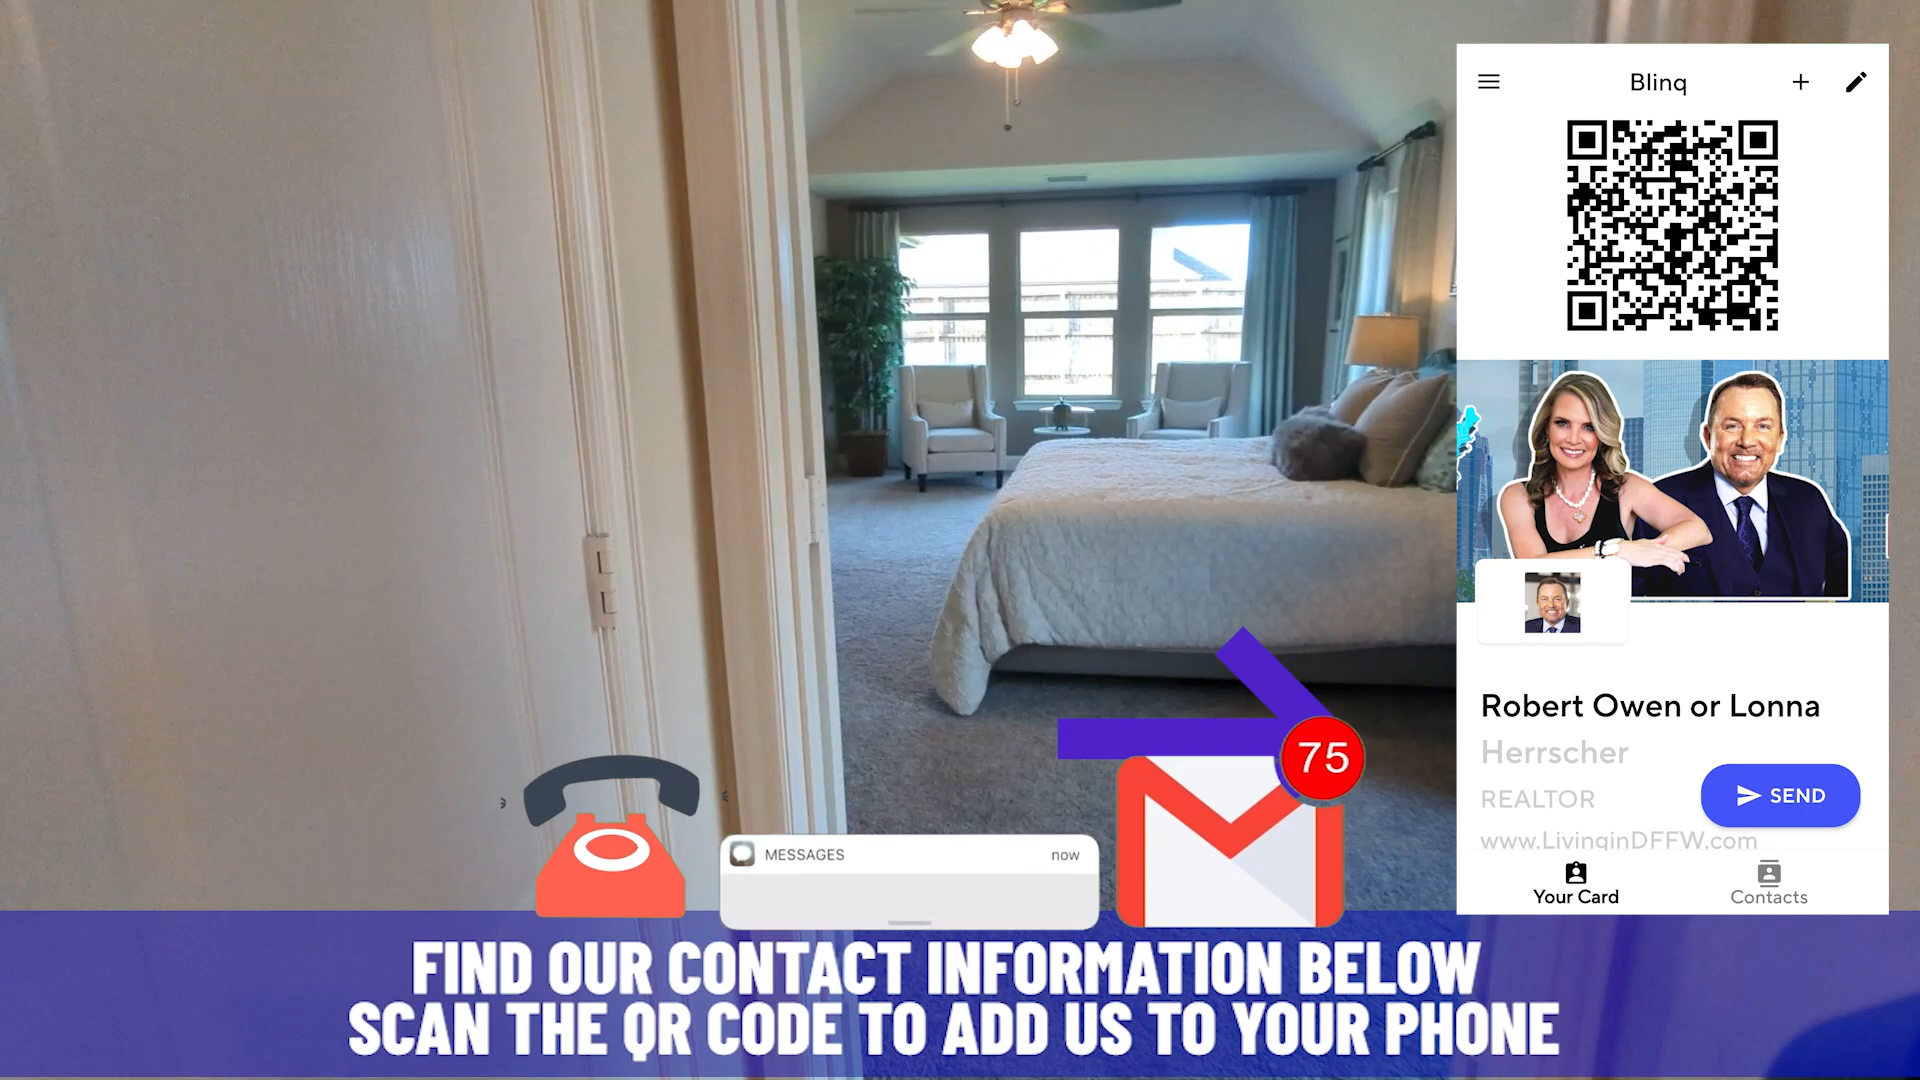 Blinq
Robert Owen or Lonna
Herrscher
REALTOR
SEND
www.LivinginDFFW.com
Your Card
Contacts
75
MESSAGES
now
FIND OUR CONTACT INFORMATION BELOW
SCAN THE QR CODE TO ADD US TO YOUR PHONE